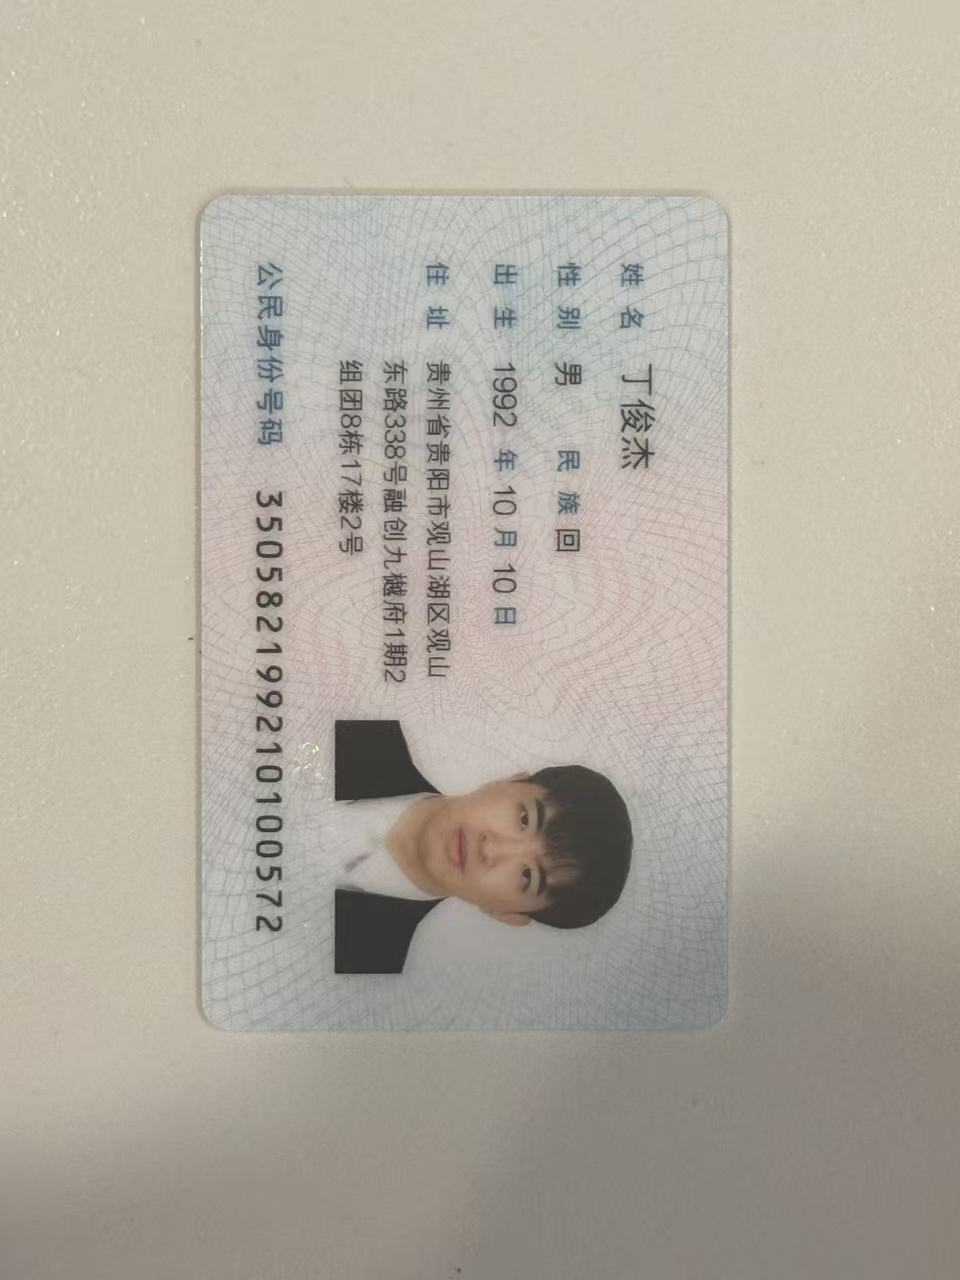 姓名 丁俊杰
性别 男 民族 回
出生 1992 年 10 月 10 日
住址 贵州省贵阳市观山湖区观山
东路338号融创九樾府1期2
组团8栋17楼2号
公民身份号码 350582199210100572